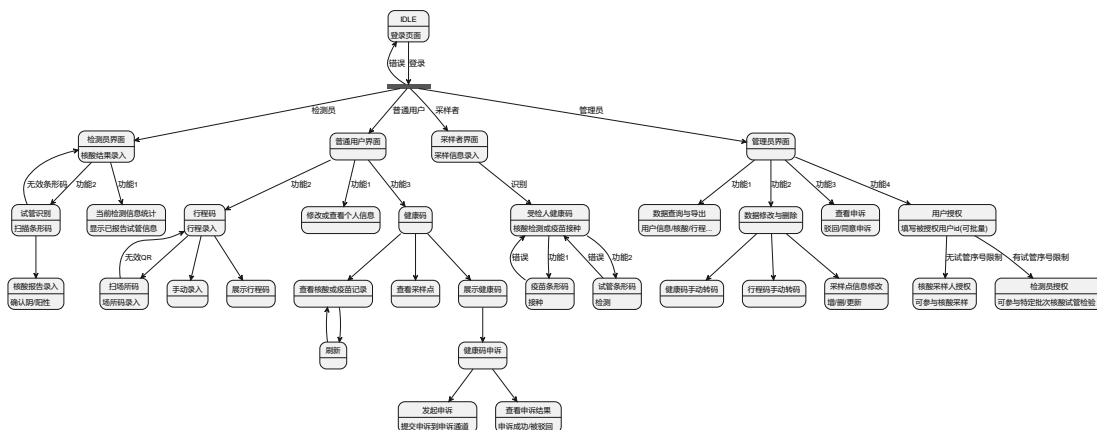 IDLE
登录页面
错误
登录
检测员
普通用户
采样者
管理员
检测员界面
核酸结果录入
普通用户界面
采样者界面
采样信息录入
管理员界面
无效条形码
功能2
功能1
功能2
功能1
功能3
识别
功能1
功能2
功能3
功能4
试管识别
扫描条形码
当前检测信息统计
显示已报告试管信息
行程码
行程录入
修改或查看个人信息
健康码
受检人健康码
核酸检测或疫苗接种
数据查询与导出
用户信息/核酸/行程...
数据修改与删除
查看申诉
驳回/同意申诉
用户授权
填写被授权用户id(可批量)
无效QR
错误
功能1
错误
功能2
无试管序号限制
有试管序号限制
核酸报告录入
确认阴/阳性
扫场所码
场所码录入
手动录入
展示行程码
查看核酸或疫苗记录
查看采样点
展示健康码
疫苗条形码
接种
试管条形码
检测
健康码手动转码
行程码手动转码
采样点信息修改
增/删/更新
核酸采样人授权
可参与核酸采样
检测员授权
可参与特定批次核酸试管检验
刷新
健康码申诉
发起申诉
提交申诉到申诉通道
查看申诉结果
申诉成功/被驳回